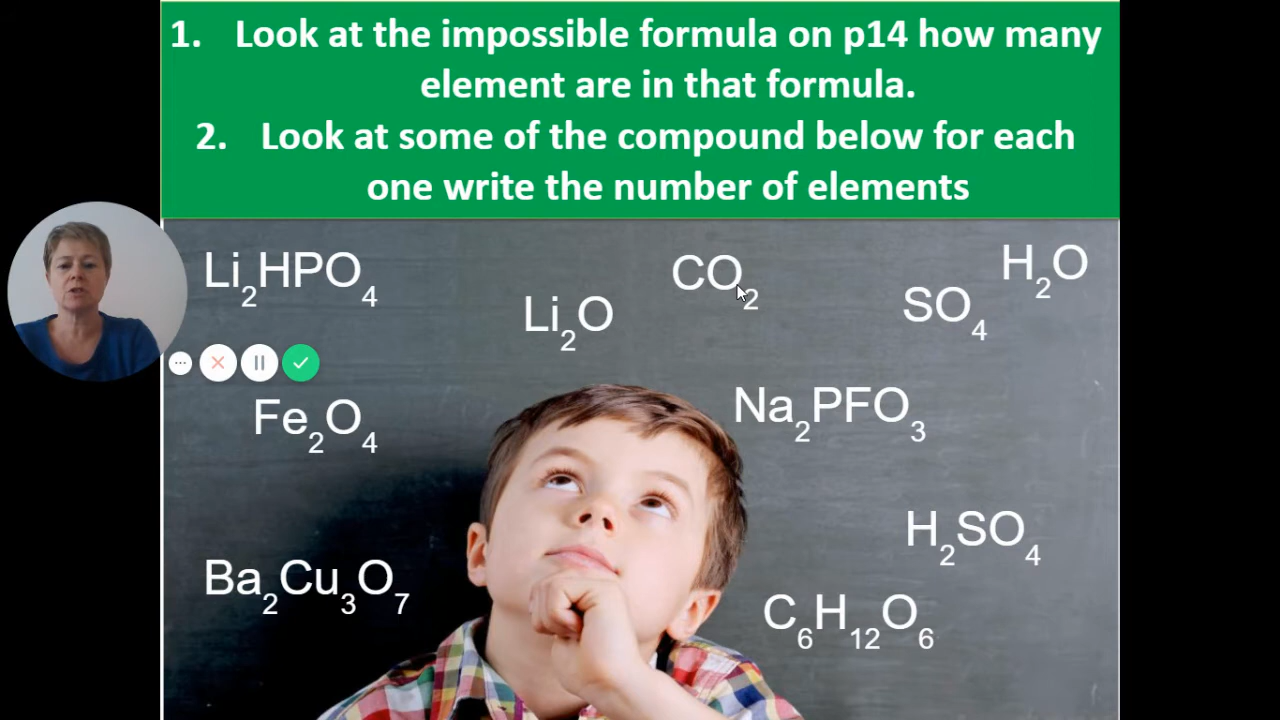 1. Look at the impossible formula on p14 how many
element are in that formula.
2. Look at some of the compound below for each
one write the number of elements
Li₂HPO₄
Li₂O
CO₂
SO₄
H₂O
Fe₂O₄
Na₂PFO₃
H₂SO₄
Ba₂Cu₃O₇
C₆H₁₂O₆